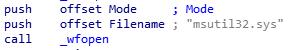 push    offset Mode     ; Mode
push    offset Filename ; "msutil32.sys"
call    _wfopen